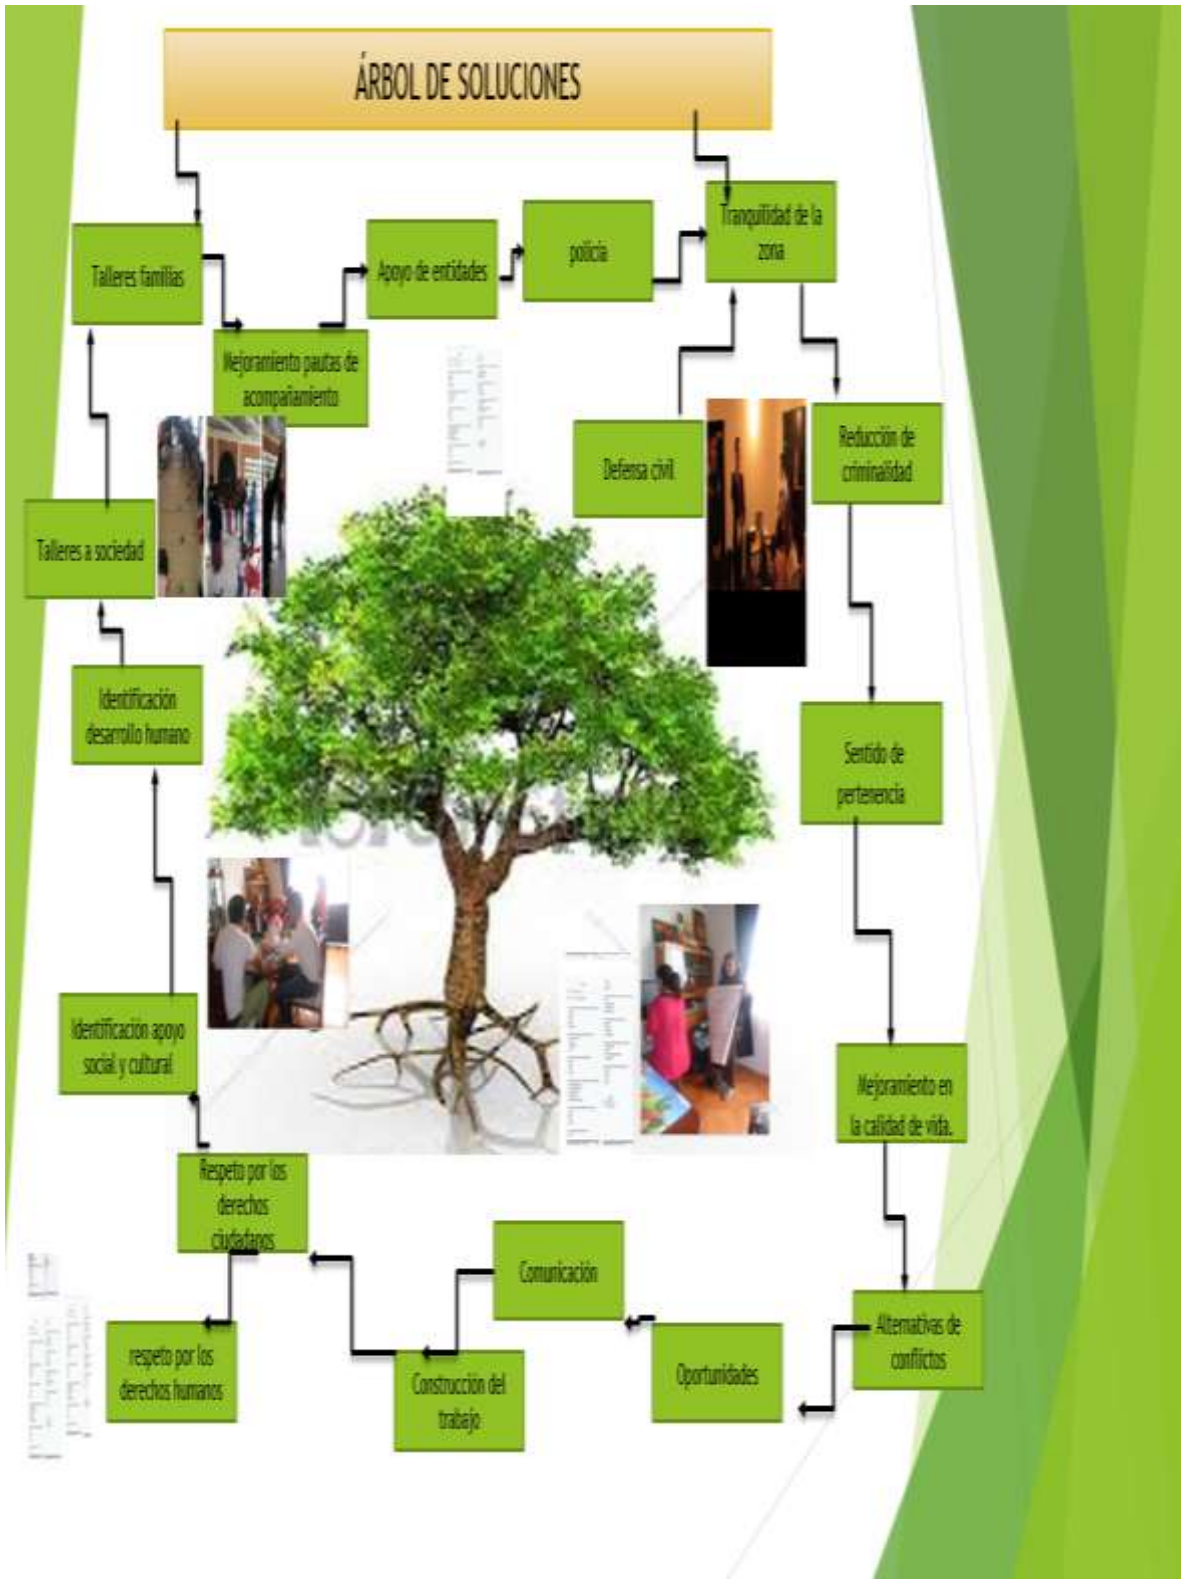 ÁRBOL DE SOLUCIONES
Tranquilidad de la
zona
policía
Apoyo de entidades
Talleres familias
Mejoramiento pautas de
acompañamiento
Defensa civil
Reducción de
criminalidad
Talleres a sociedad
Identificación
desarrollo humano
Sentido de
pertenencia
Identificación apoyo
social y cultural
Mejoramiento en
la calidad de vida.
Respeto por los
derechos
ciudadanos
Comunicación
Alternativas de
conflictos
Oportunidades
respeto por los
derechos humanos
Construcción del
trabajo